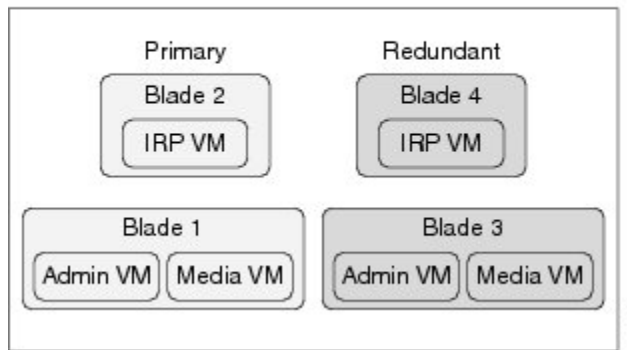 Primary
Redundant
Blade 2
IRP VM
Blade 4
IRP VM
Blade 1
Admin VM
Media VM
Blade 3
Admin VM
Media VM